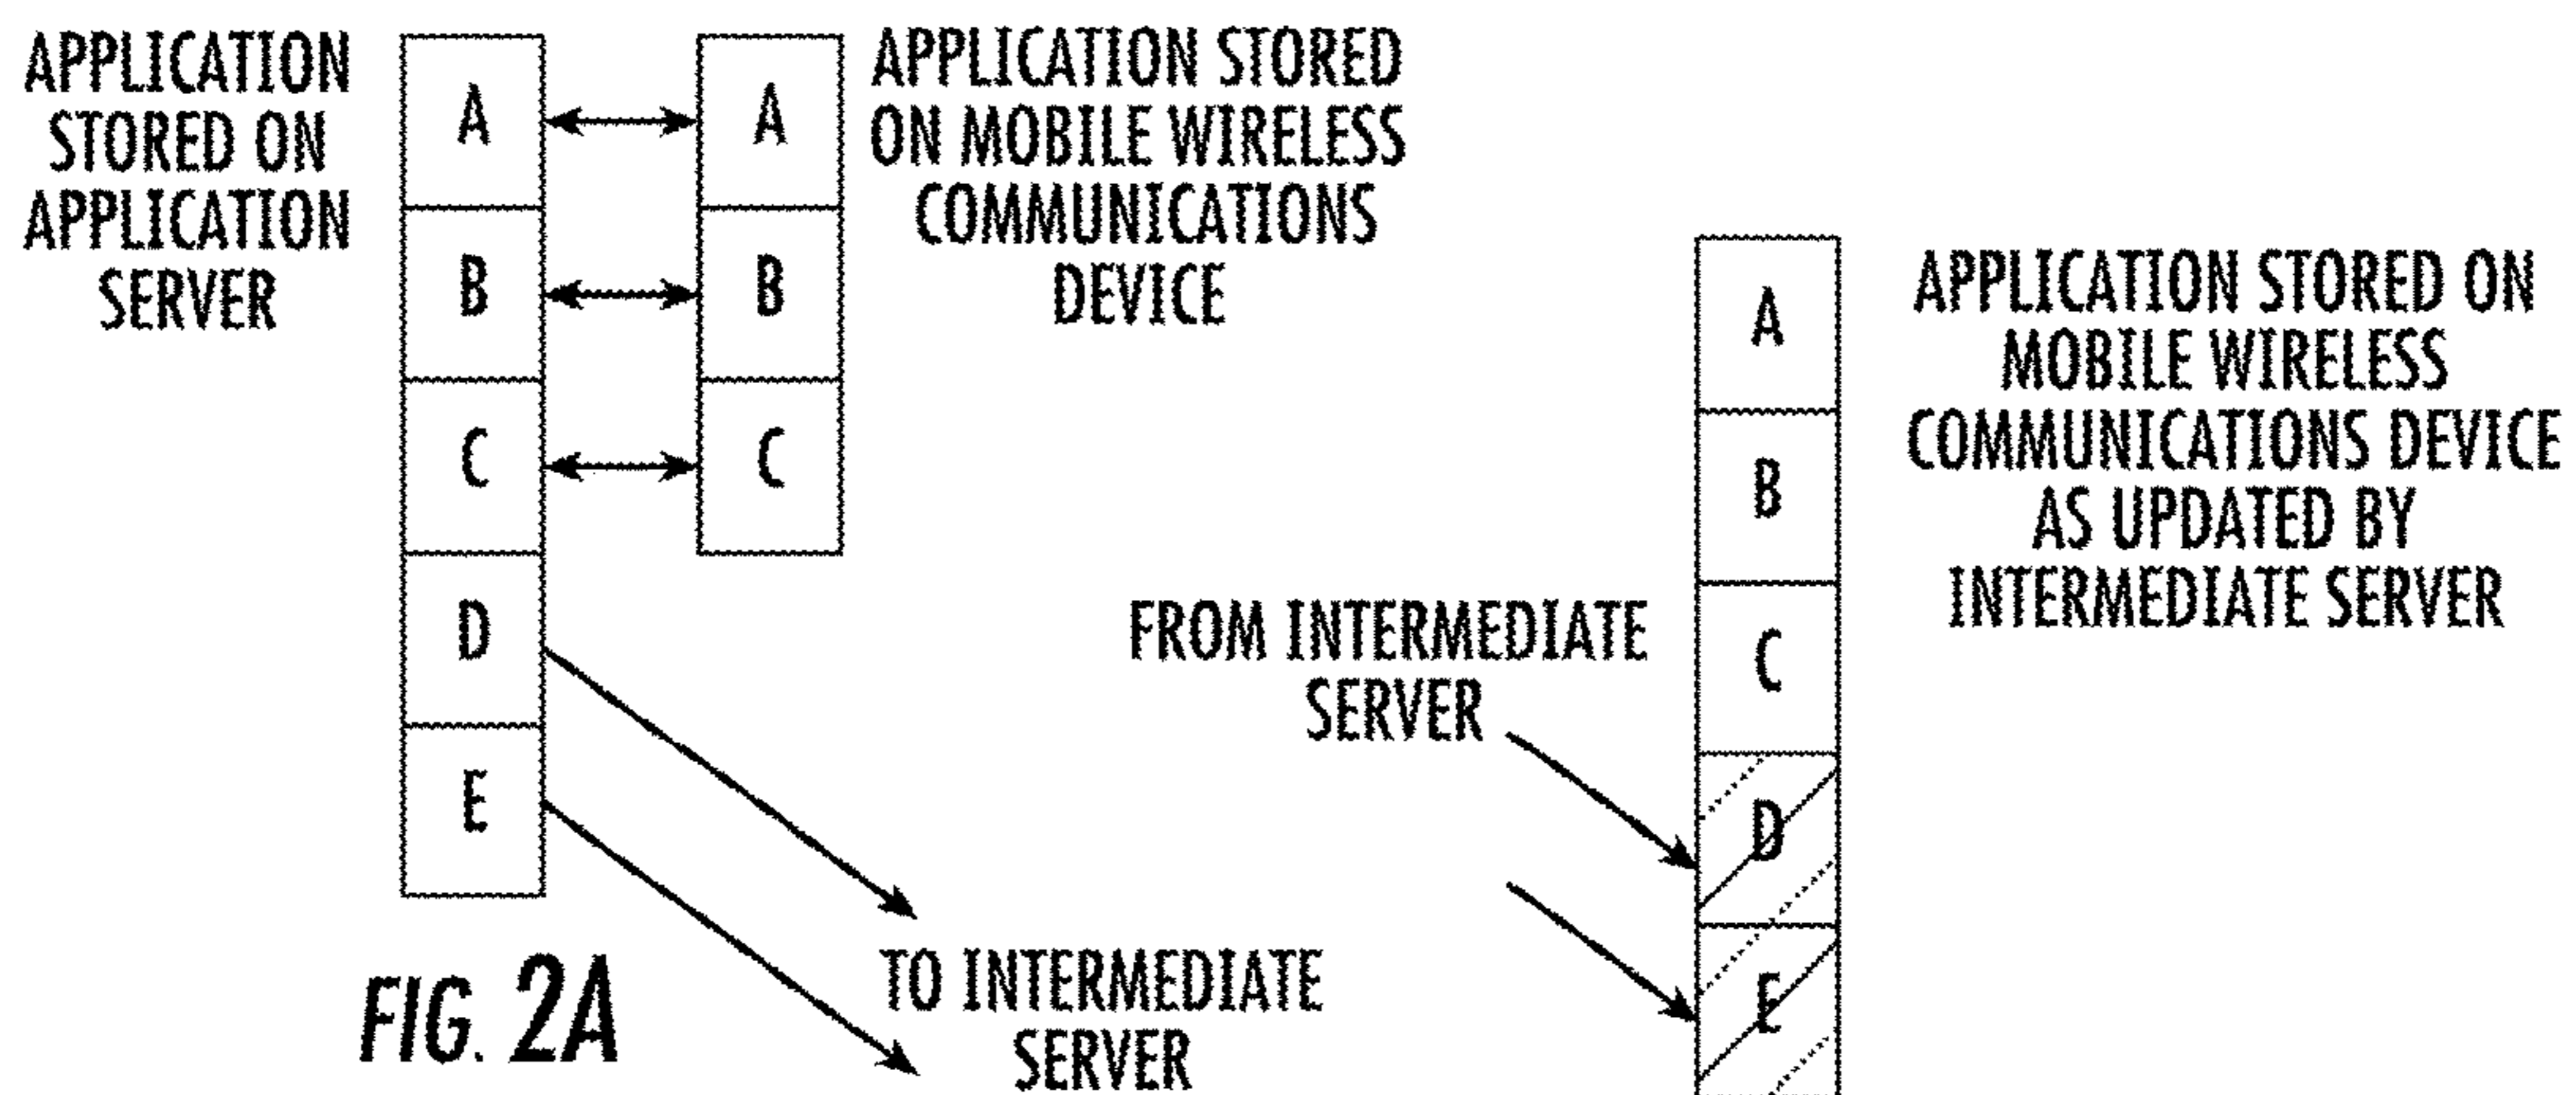 APPLICATION
STORED ON
APPLICATION
SERVER
A
B
C
D
E
A
B
C
APPLICATION STORED
ON MOBILE WIRELESS
COMMUNICATIONS
DEVICE
TO INTERMEDIATE
SERVER
FIG. 2A
FROM INTERMEDIATE
SERVER
A
B
C
D
E
APPLICATION STORED ON
MOBILE WIRELESS
COMMUNICATIONS DEVICE
AS UPDATED BY
INTERMEDIATE SERVER